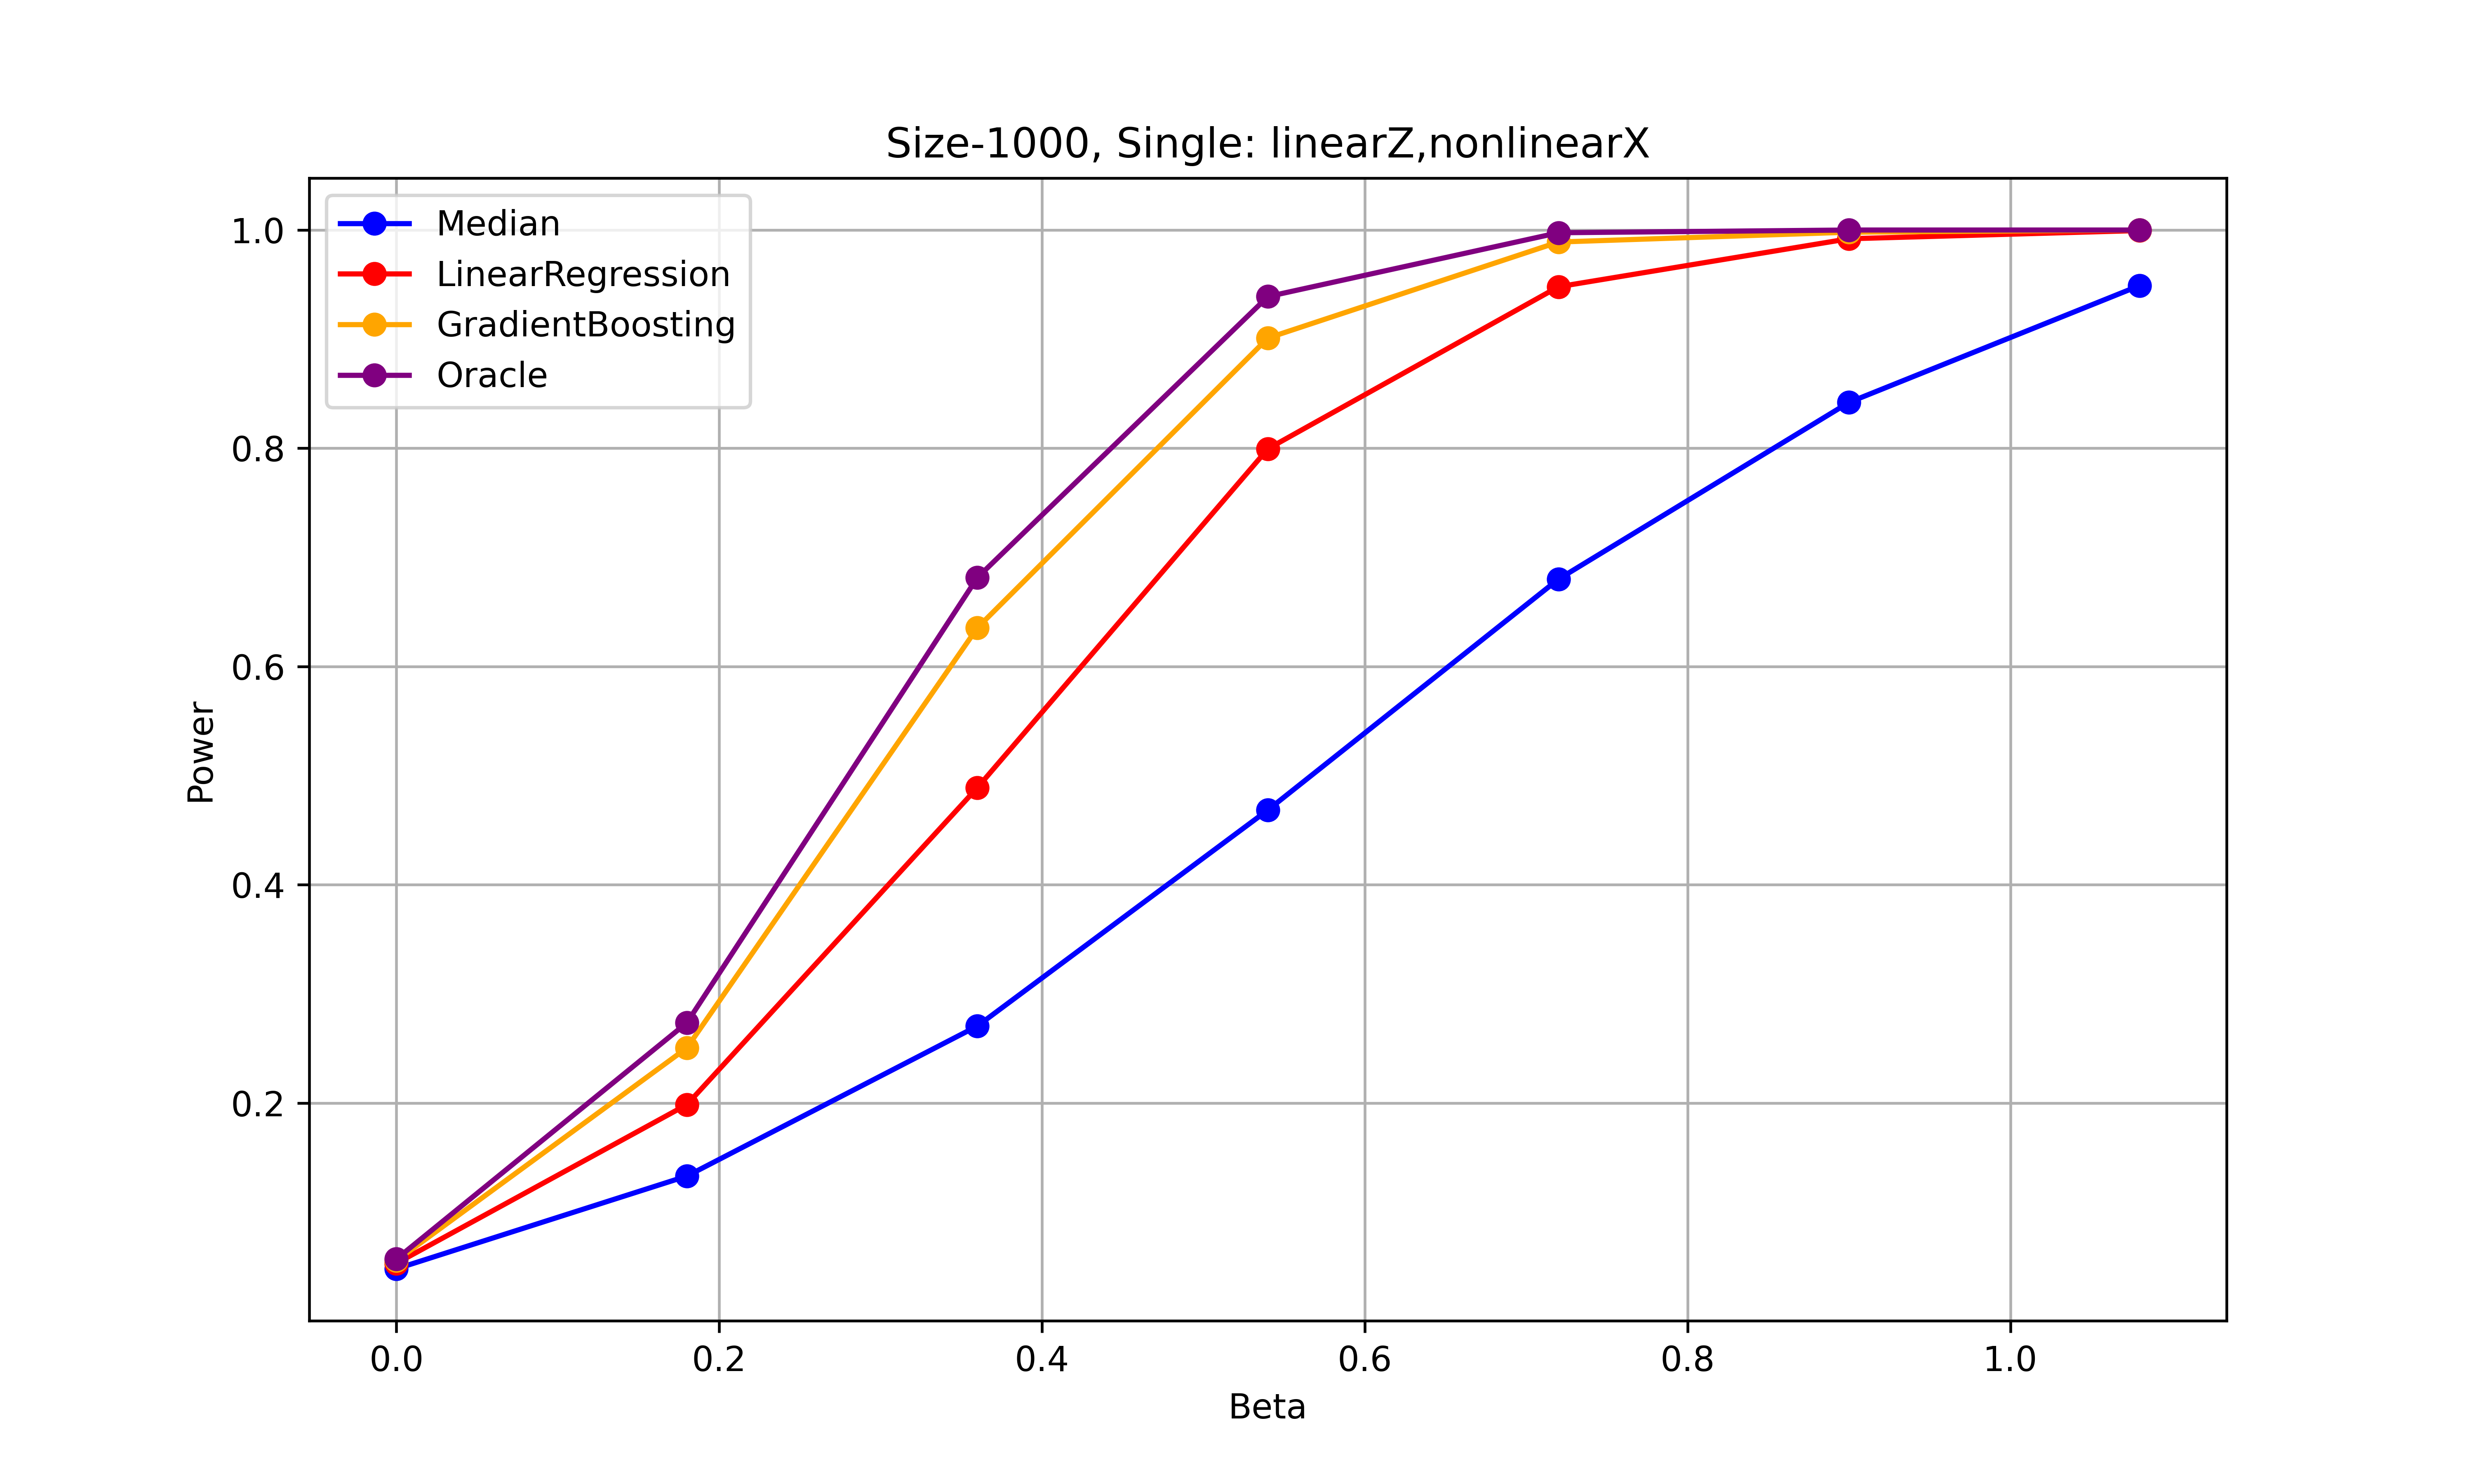 Size-1000, Single: linearZ,nonlinearX
Median
LinearRegression
GradientBoosting
Oracle
1.0
0.8
0.6
0.4
0.2
Power
0.0 0.2 0.4 0.6 0.8 1.0
Beta